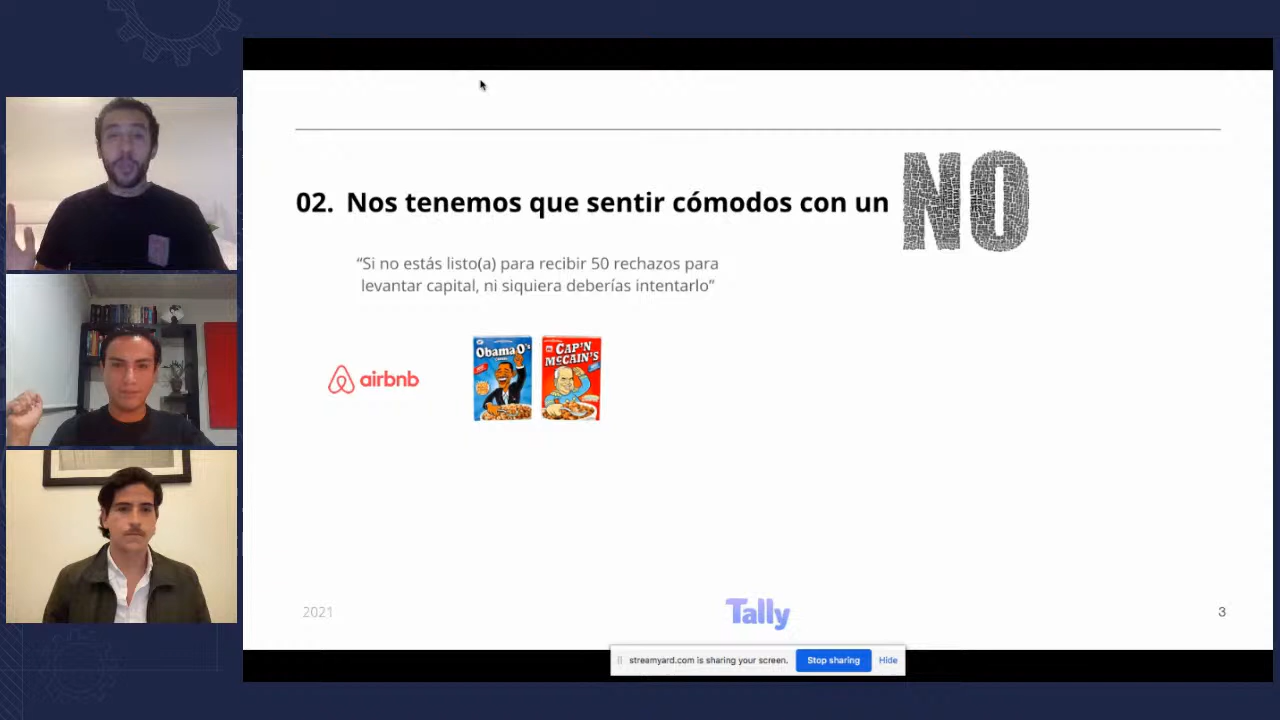 02. Nos tenemos que sentir cómodos con un NO
“Si no estás listo(a) para recibir 50 rechazos para
levantar capital, ni siquiera deberías intentarlo”
airbnb
Obama O's
CAP'N
McCAIN'S
2021
Tally
3
streamyard.com is sharing your screen.
Stop sharing
Hide